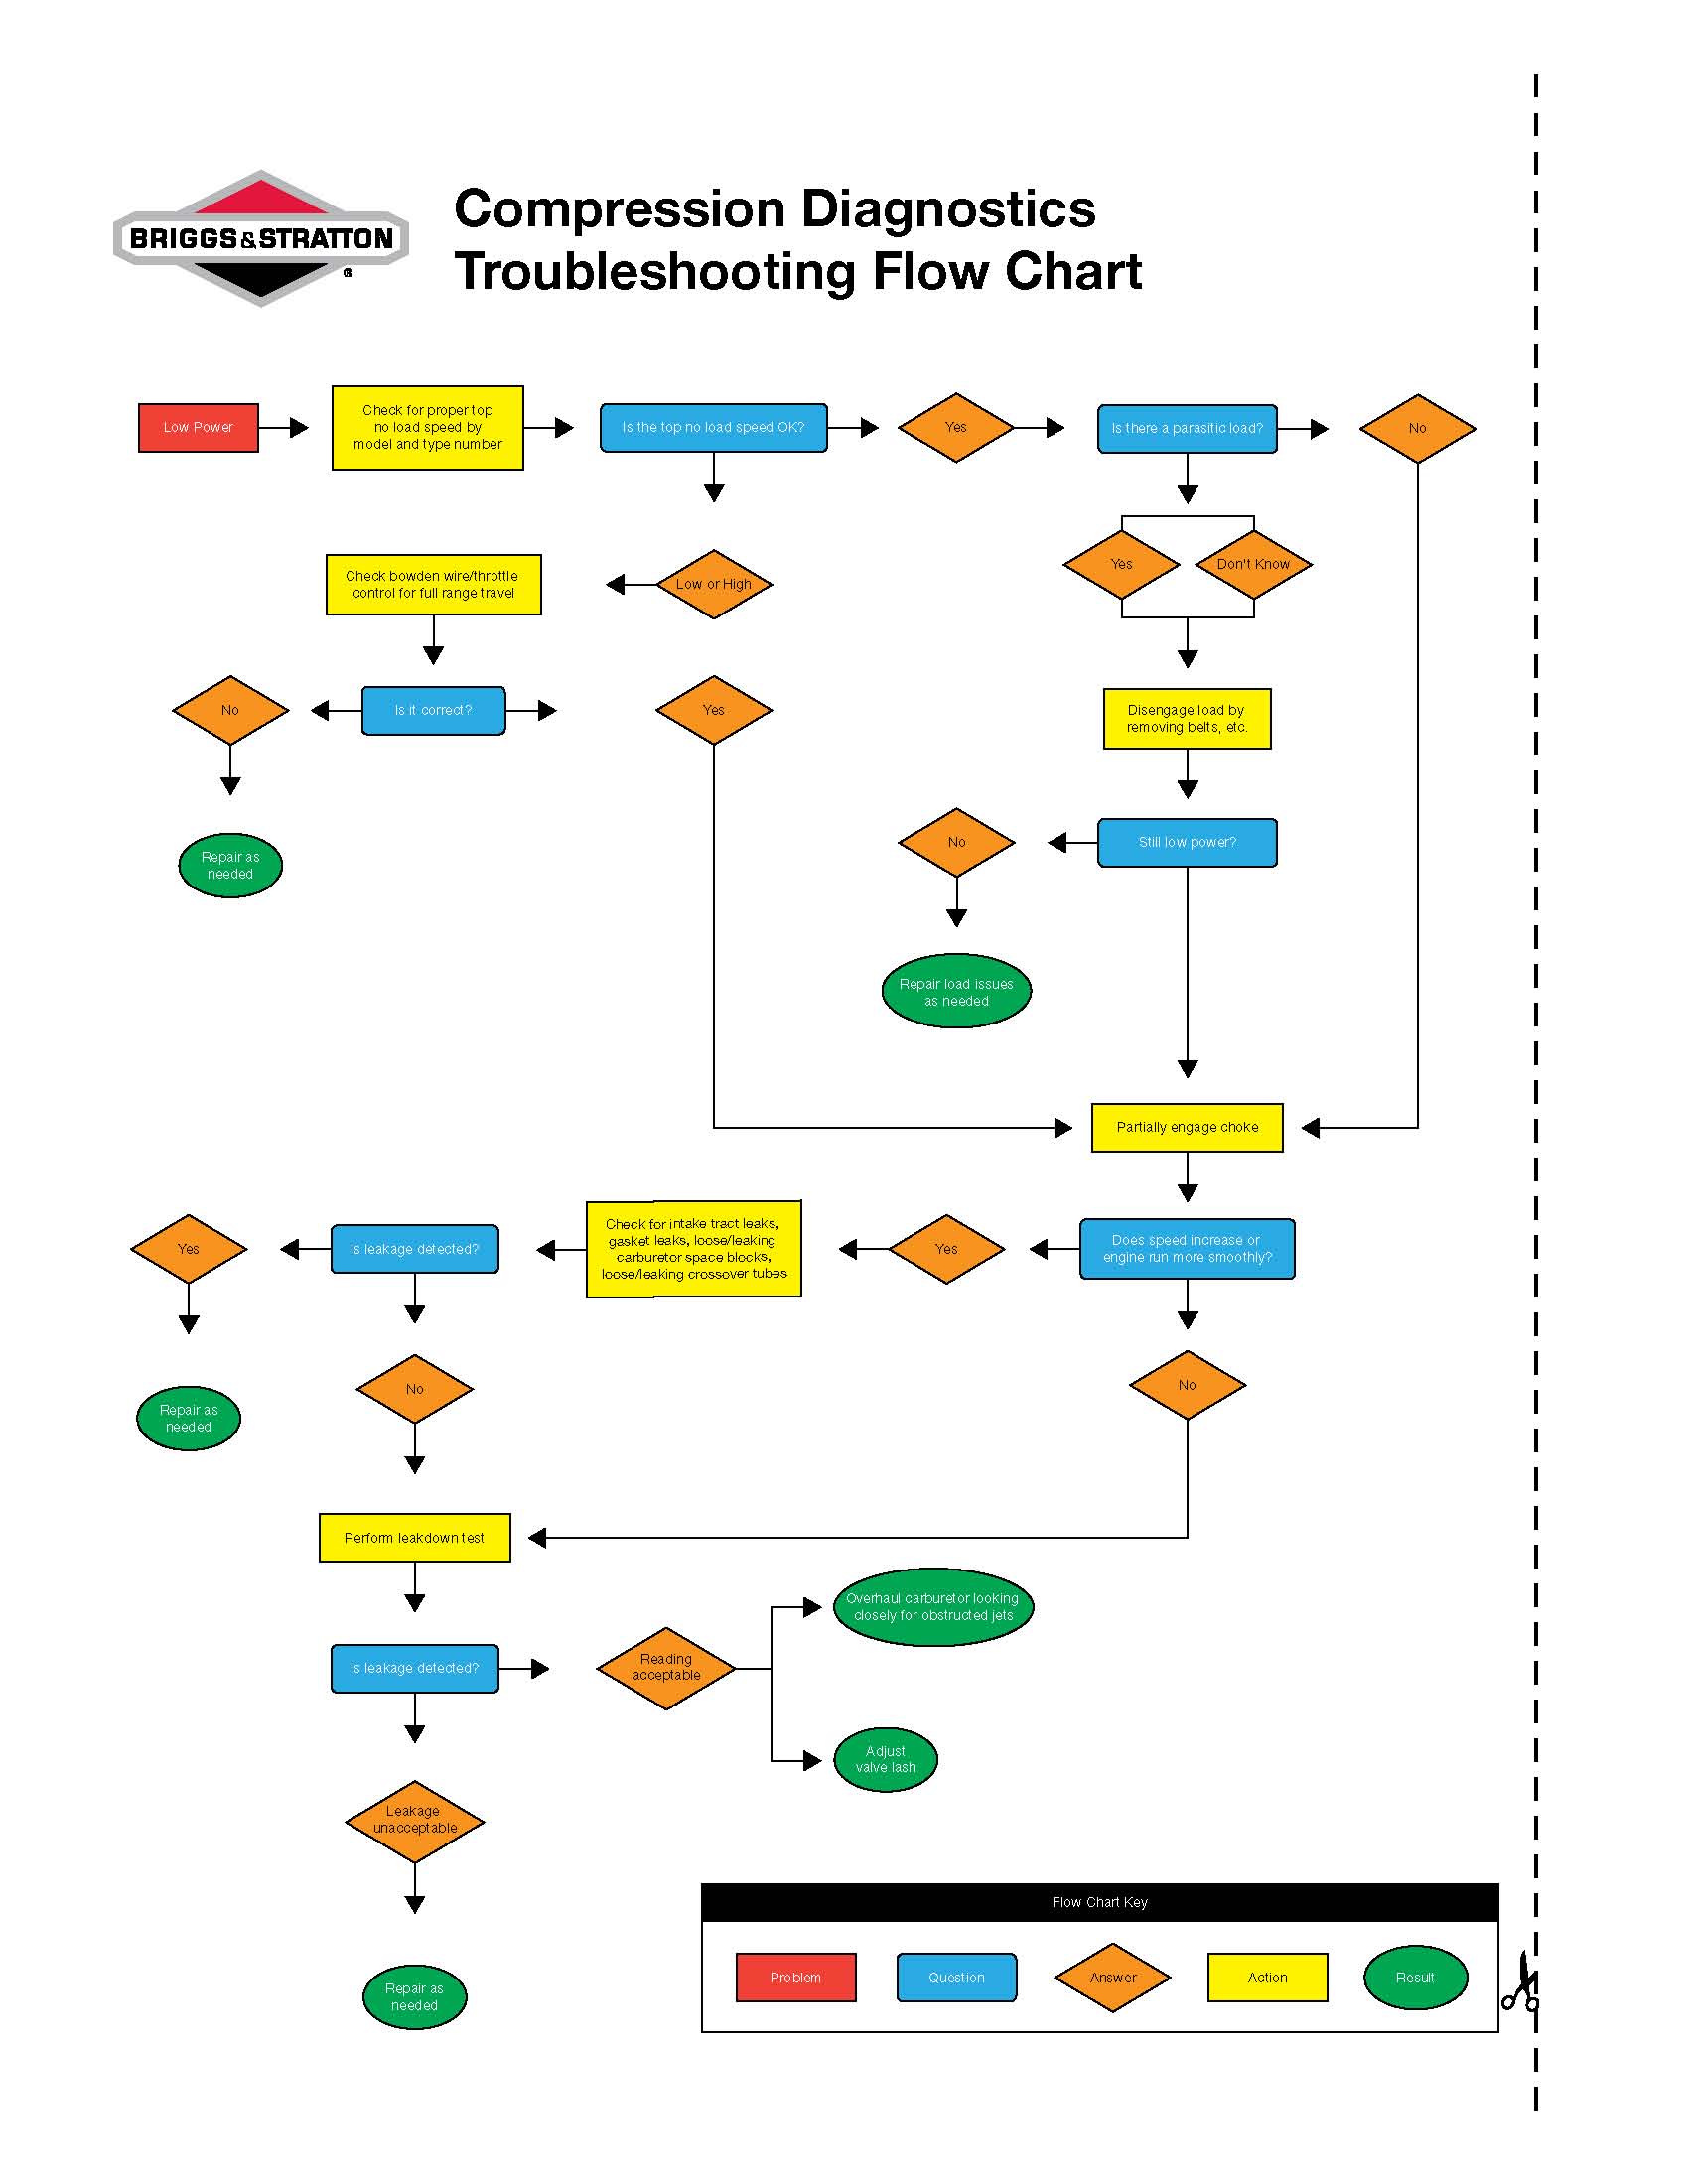 BRIGGS&STRATTON
®
Compression Diagnostics
Troubleshooting Flow Chart
Low Power
Check for proper top
no load speed by
model and type number
Is the top no load speed OK?
Yes
Is there a parasitic load?
No
Yes
Don't Know
Check bowden wire/throttle
control for full range travel
Low or High
No
Is it correct?
Yes
Disengage load by
removing belts, etc.
Repair as
needed
No
Still low power?
Repair load issues
as needed
Partially engage choke
Yes
Is leakage detected?
Check for intake tract leaks,
gasket leaks, loose/leaking
carburetor space blocks,
loose/leaking crossover tubes
Yes
Does speed increase or
engine run more smoothly?
Repair as
needed
No
No
Perform leakdown test
Overhaul carburetor looking
closely for obstructed jets
Is leakage detected?
Reading
acceptable
Adjust
valve lash
Leakage
unacceptable
Repair as
needed
Flow Chart Key
Problem
Question
Answer
Action
Result